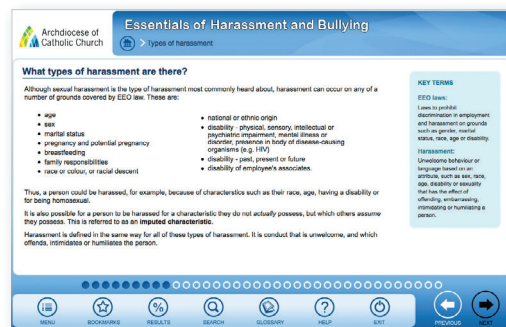 Archdiocese of
Catholic Church
Essentials of Harassment and Bullying
> Types of harassment
What types of harassment are there?
Although sexual harassment is the type of harassment most commonly heard about, harassment can occur on any of a
number of grounds covered by EEO law. These are:
• age
• sex
• marital status
• pregnancy and potential pregnancy
• breastfeeding
• family responsibilities
• race or colour, or racial descent
• national or ethnic origin
• disability - physical, sensory, intellectual or
psychiatric impairment, mental illness or
disorder, presence in body of disease-causing
organisms (e.g. HIV)
• disability - past, present or future
• disability of employee's associates.
Thus, a person could be harassed, for example, because of characterstics such as their race, age, having a disability or
for being homosexual.
It is also possible for a person to be harassed for a characteristic they do not actually possess, but which others assume
they possess. This is referred to as an imputed characteristic.
Harassment is defined in the same way for all of these types of harassment. It is conduct that is unwelcome, and which
offends, intimidates or humiliates the person.
KEY TERMS
EEO laws:
Laws to prohibit
discrimination in employment
and harassment on grounds
such as gender, marital
status, race, age or disability.
Harassment:
Unwelcome behaviour or
language based on an
attribute, such as sex, race,
age, disability or sexuality
that has the effect of
offending, embarrassing,
intimidating or humiliating a
person.
MENU
BOOKMARKS
RESULTS
SEARCH
GLOSSARY
HELP
EXIT
PREVIOUS
NEXT